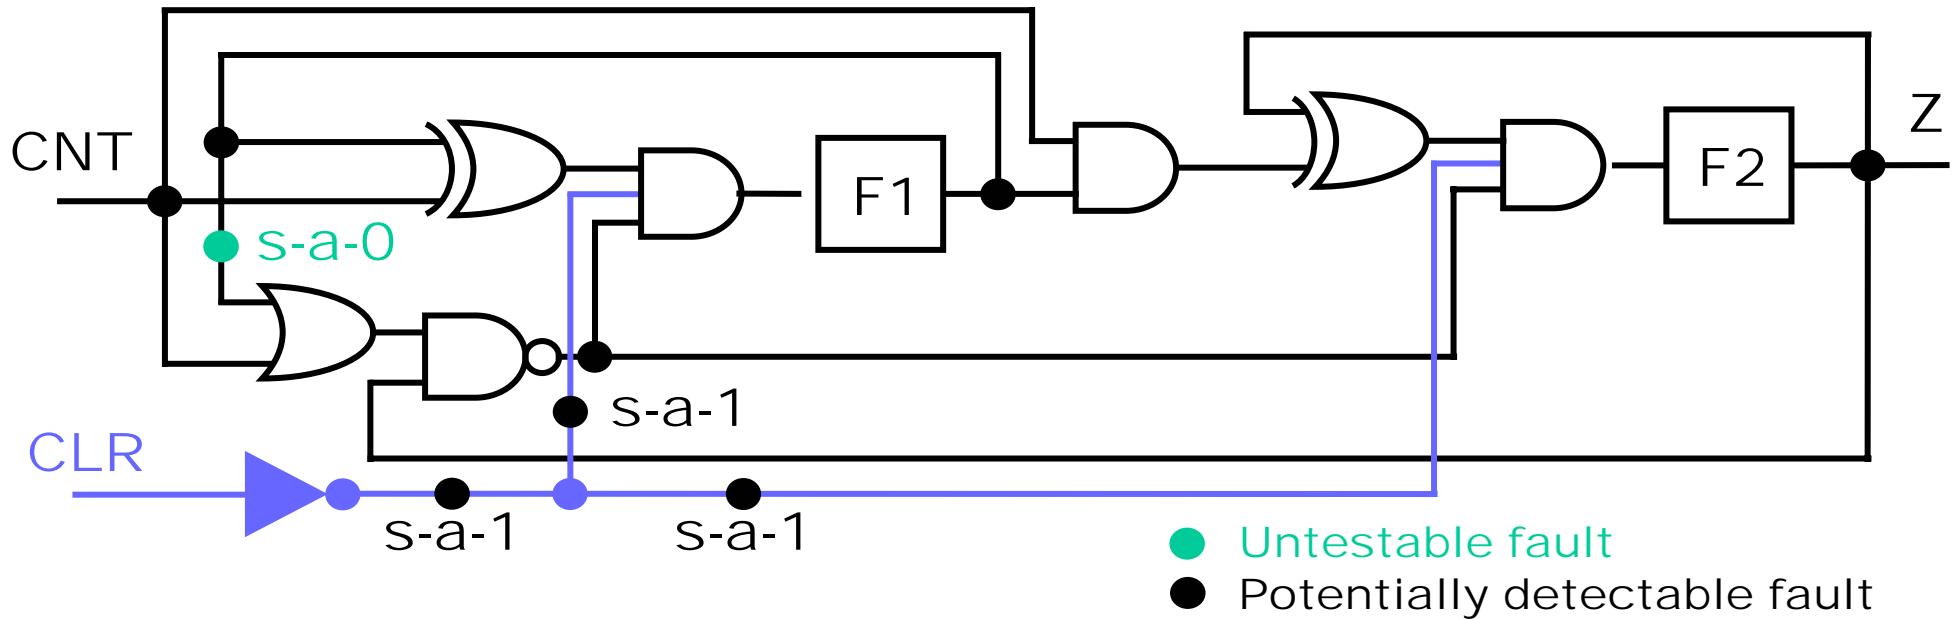 CNT
Z
F1
F2
s-a-0
s-a-1
CLR
s-a-1
s-a-1
Untestable fault
Potentially detectable fault